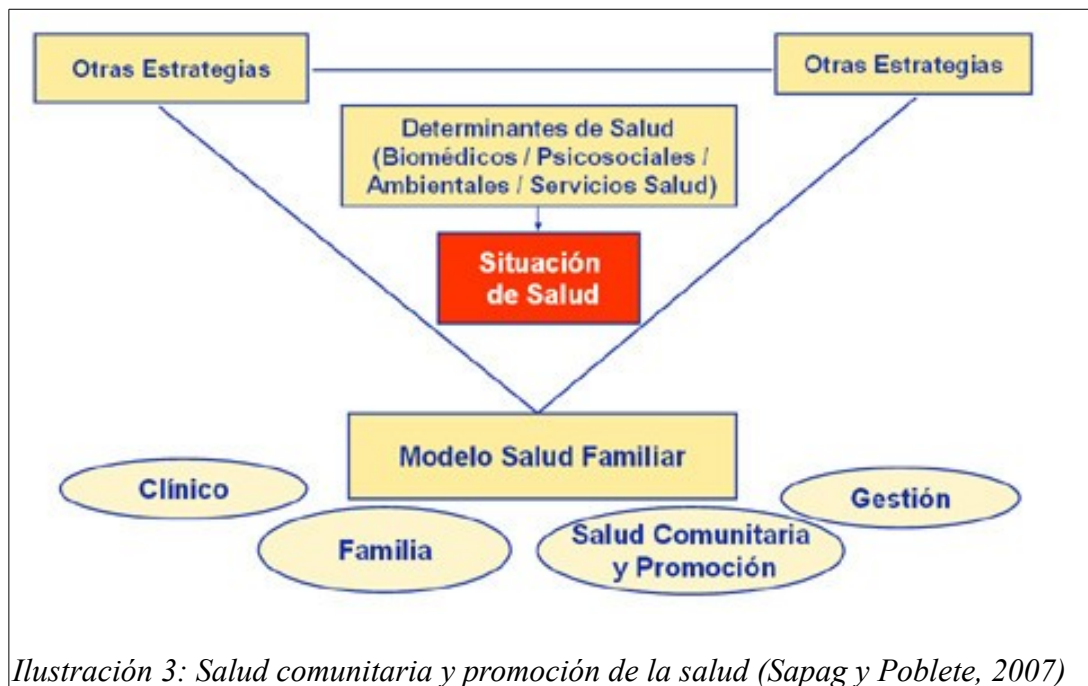 Otras Estrategias
Otras Estrategias
Determinantes de Salud
(Biomédicos / Psicosociales /
Ambientales / Servicios Salud)
Situación
de Salud
Modelo Salud Familiar
Clínico
Gestión
Familia
Salud Comunitaria
y Promoción
Ilustración 3: Salud comunitaria y promoción de la salud (Sapag y Poblete, 2007)